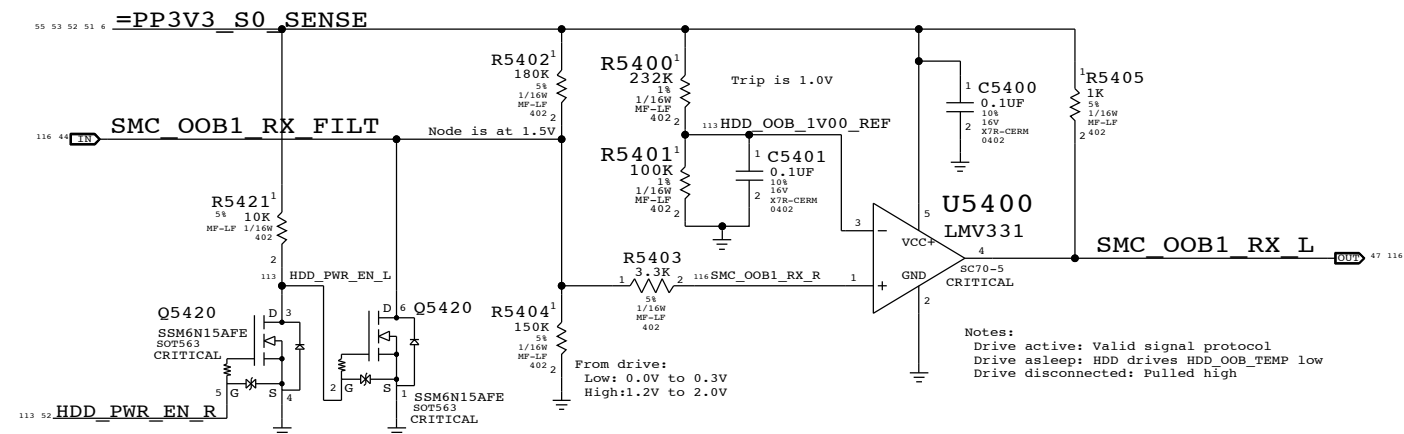 55 53 52 51 6 =PP3V3_S0_SENSE
R5402 1
180K
5%
1/16W
MF-LF
402 2
R5400 1
232K
1%
1/16W
MF-LF
402 2
Trip is 1.0V
1 C5400
0.1UF
10%
2 16V
X7R-CERM
0402
1 R5405
1K
5%
1/16W
MF-LF
2 402
116 44 IN SMC_OOB1_RX_FILT
Node is at 1.5V
113 HDD_OOB_1V00_REF
R5401 1
100K
1%
1/16W
MF-LF
402 2
1 C5401
0.1UF
10%
16V
2 X7R-CERM
0402
R5421 1
5% 10K
MF-LF 1/16W
402
2
U5400
LMV331
5
3
VCC+
4
GND
SC70-5
CRITICAL
1
2
SMC_OOB1_RX_L OUT 47 116
R5403
3.3K
1 2
5%
1/16W
MF-LF
402
116 SMC_OOB1_RX_R
113 HDD_PWR_EN_L
Q5420
SSM6N15AFE
SOT563
CRITICAL
D 3
5 G S 4
D 6 Q5420
2 G S 1
SSM6N15AFE
SOT563
CRITICAL
R5404 1
150K
5%
1/16W
MF-LF
402 2
From drive:
Low: 0.0V to 0.3V
High:1.2V to 2.0V
Notes:
Drive active: Valid signal protocol
Drive asleep: HDD drives HDD_OOB_TEMP low
Drive disconnected: Pulled high
113 52 HDD_PWR_EN_R